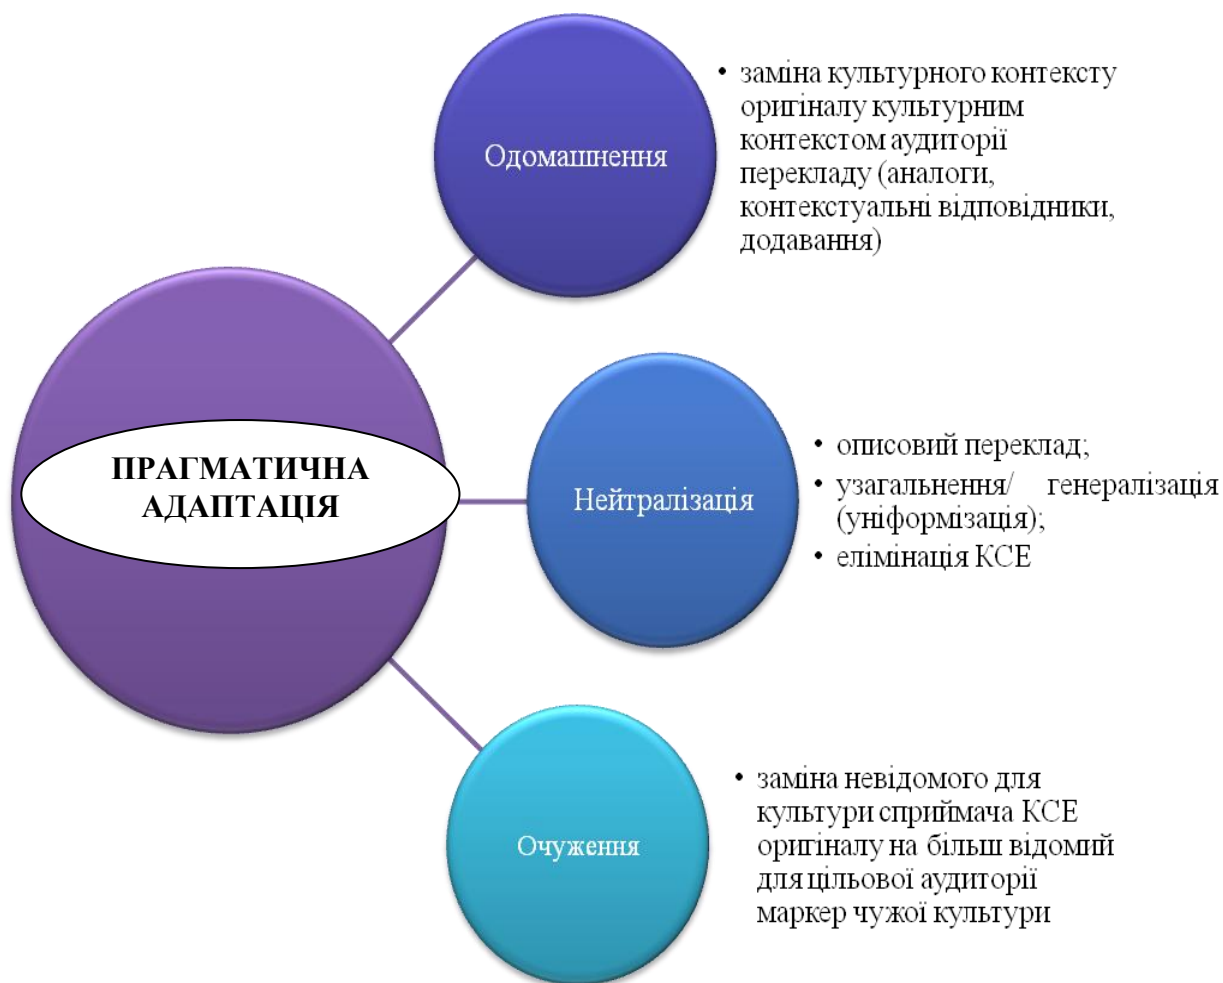 Одомашнення
• заміна культурного контексту
оригіналу культурним
контекстом аудиторії
перекладу (аналоги,
контекстуальні відповідники,
додавання)
ПРАГМАТИЧНА
АДАПТАЦІЯ
Нейтралізація
• описовий переклад;
• узагальнення/ генералізація
(уніформізація);
• елімінація КСЕ
Очуження
• заміна невідомого для
культури сприймача КСЕ
оригіналу на більш відомий
для цільової аудиторії
маркер чужої культури